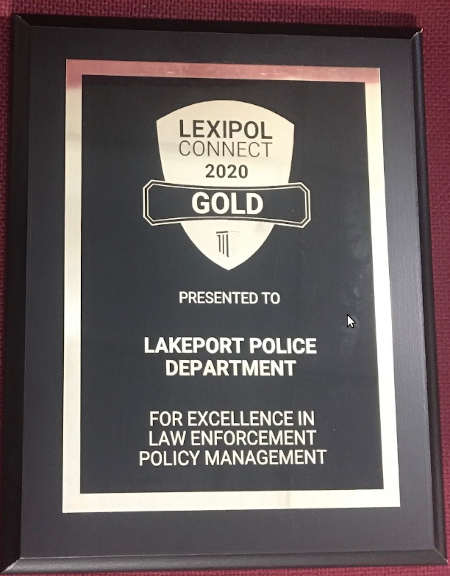 LEXIPOL
CONNECT
2020
GOLD
PRESENTED TO
LAKEPORT POLICE
DEPARTMENT
FOR EXCELLENCE IN
LAW ENFORCEMENT
POLICY MANAGEMENT